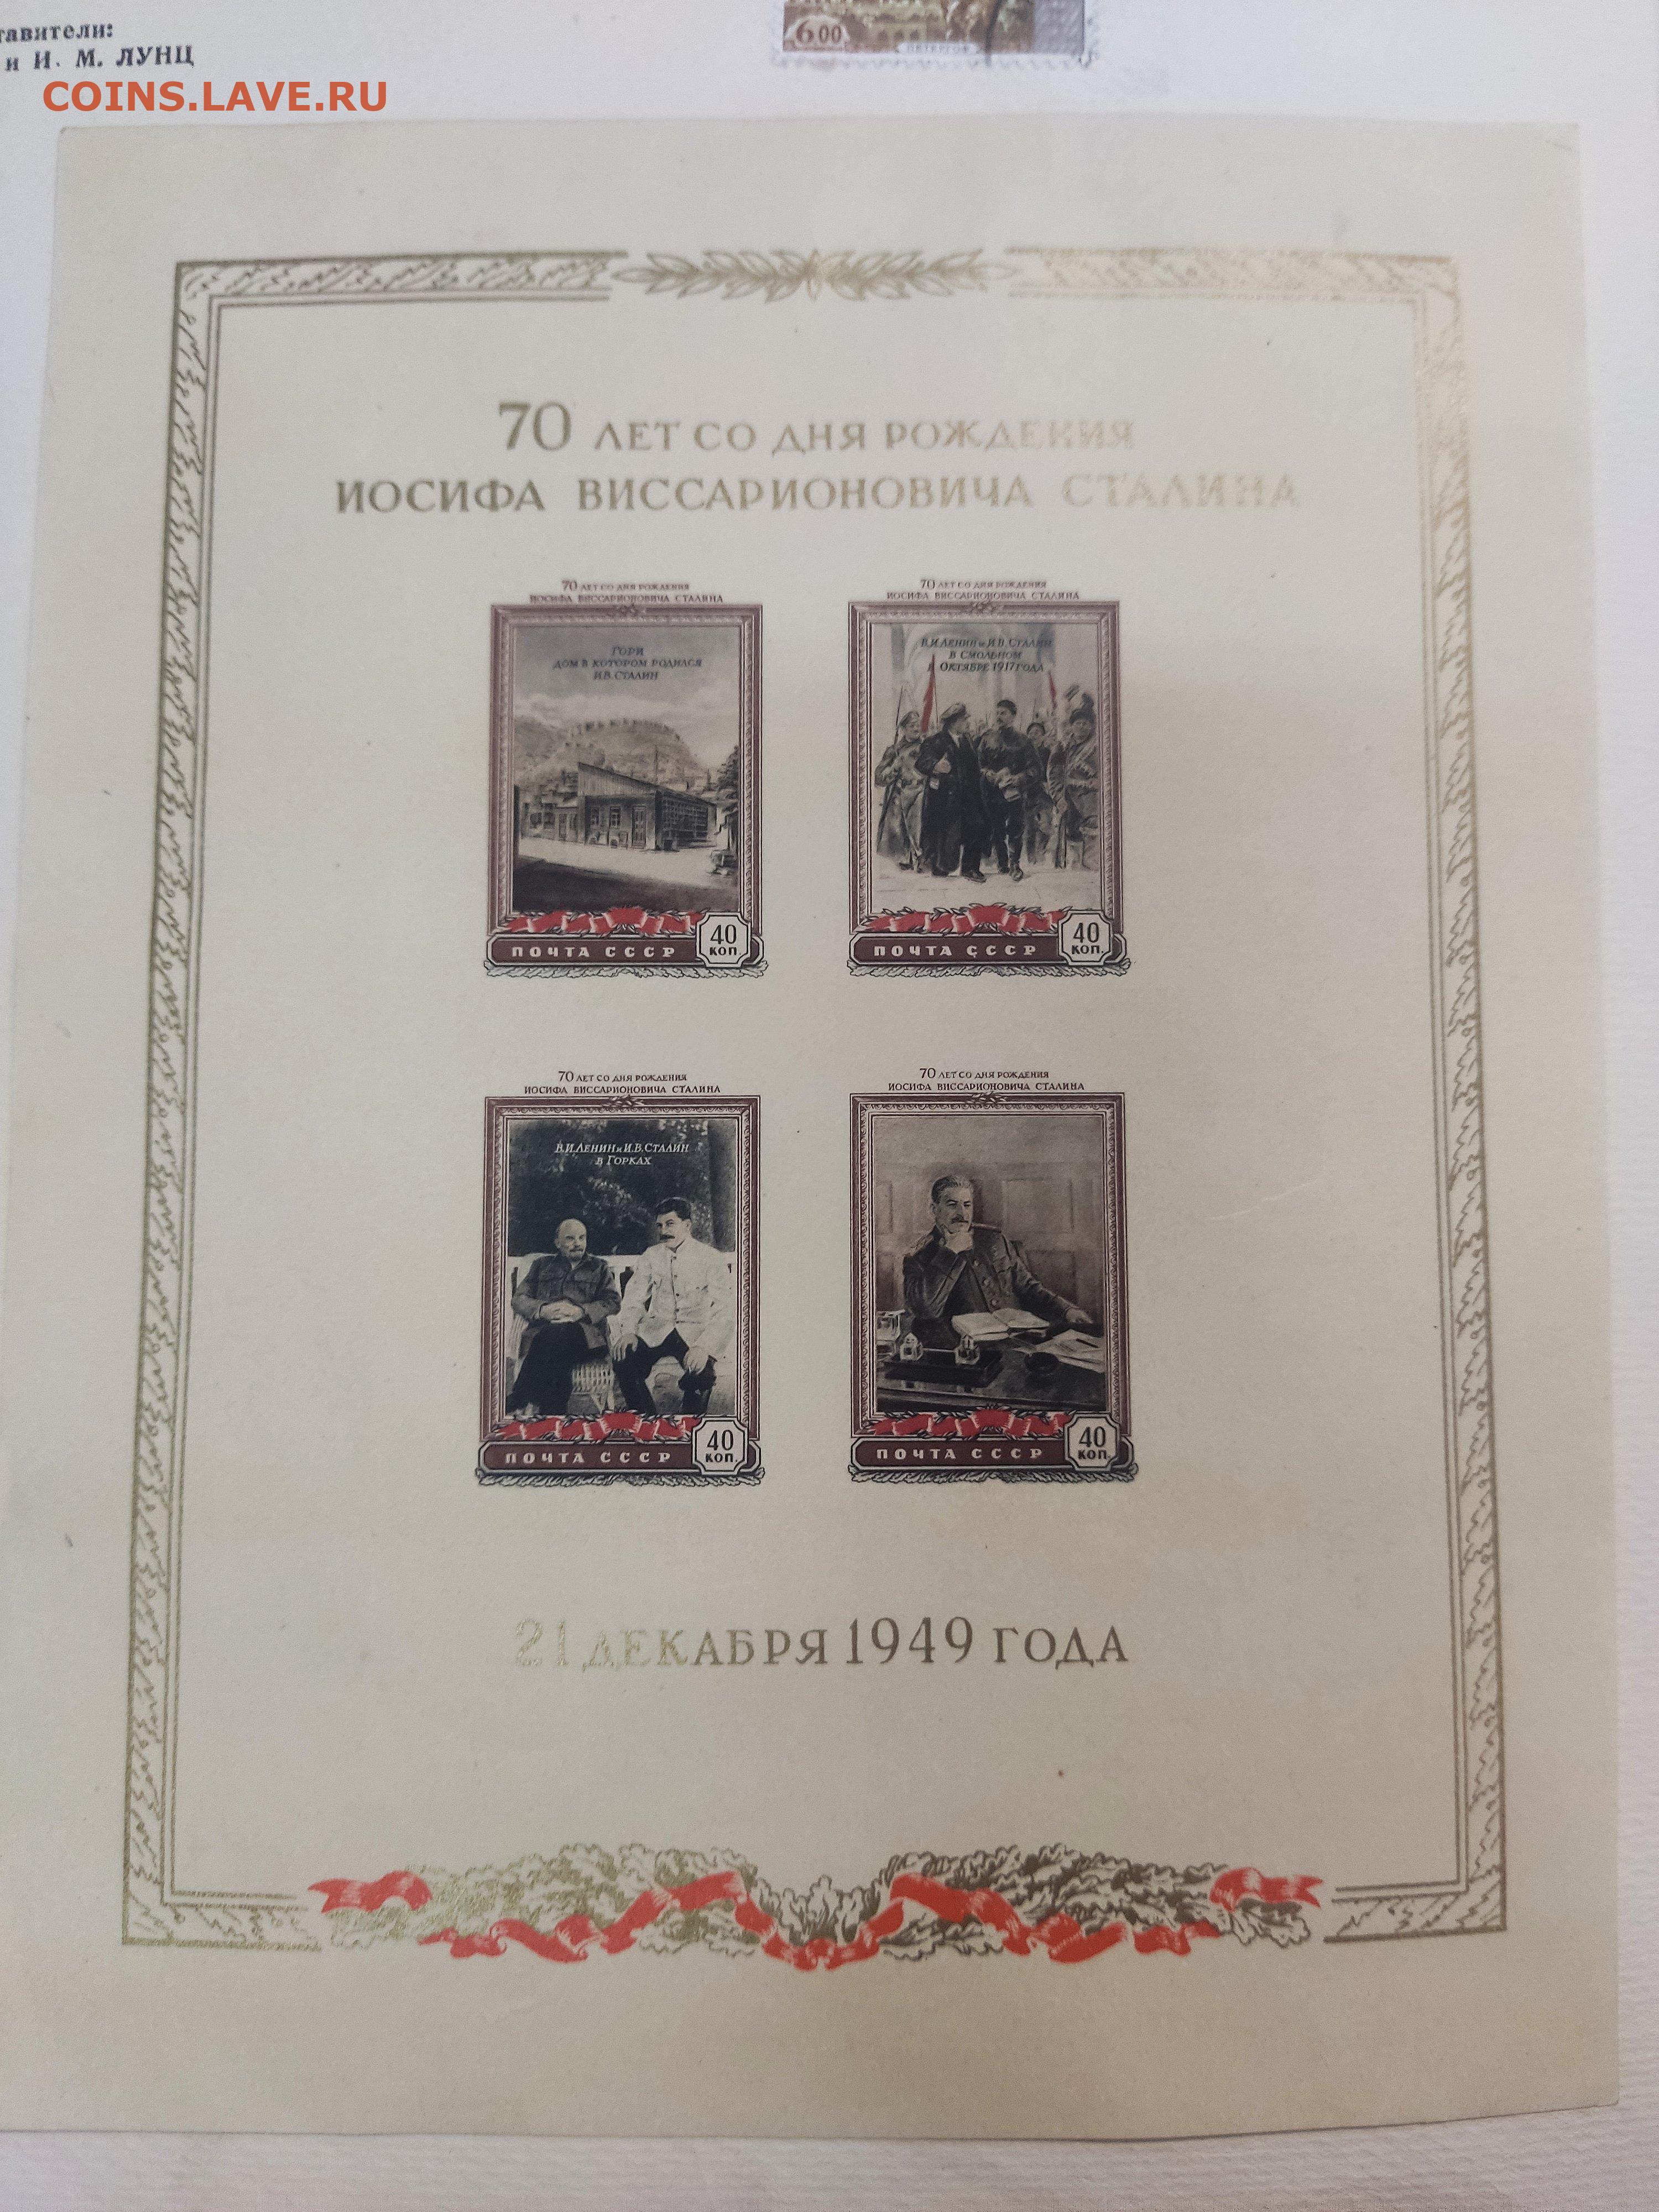 тавители:
и И. М. ЛУНЦ
6.00
ПЕТЕРГОФ
COINS.LAVE.RU
70 ЛЕТ СО ДНЯ РОЖДЕНИЯ
ИОСИФА ВИССАРИОНОВИЧА СТАЛИНА
70 ЛЕТ СО ДНЯ РОЖДЕНИЯ
ИОСИФА ВИССАРИОНОВИЧА СТАЛИНА
ГОРИ
ДОМ В КОТОРОМ РОДИЛСЯ
И.В. СТАЛИН
ПОЧТА СССР
40
КОП.
70 ЛЕТ СО ДНЯ РОЖДЕНИЯ
ИОСИФА ВИССАРИОНОВИЧА СТАЛИНА
В.И.ЛЕНИН и И.В. СТАЛИН
В СМОЛЬНОМ
В ОКТЯБРЕ 1917 ГОДА
ПОЧТА СССР
40
КОП.
70 ЛЕТ СО ДНЯ РОЖДЕНИЯ
ИОСИФА ВИССАРИОНОВИЧА СТАЛИНА
В.И.ЛЕНИН и И.В.СТАЛИН
В ГОРКАХ
ПОЧТА СССР
40
КОП.
70 ЛЕТ СО ДНЯ РОЖДЕНИЯ
ИОСИФА ВИССАРИОНОВИЧА СТАЛИНА
ПОЧТА СССР
40
КОП.
21 ДЕКАБРЯ 1949 ГОДА